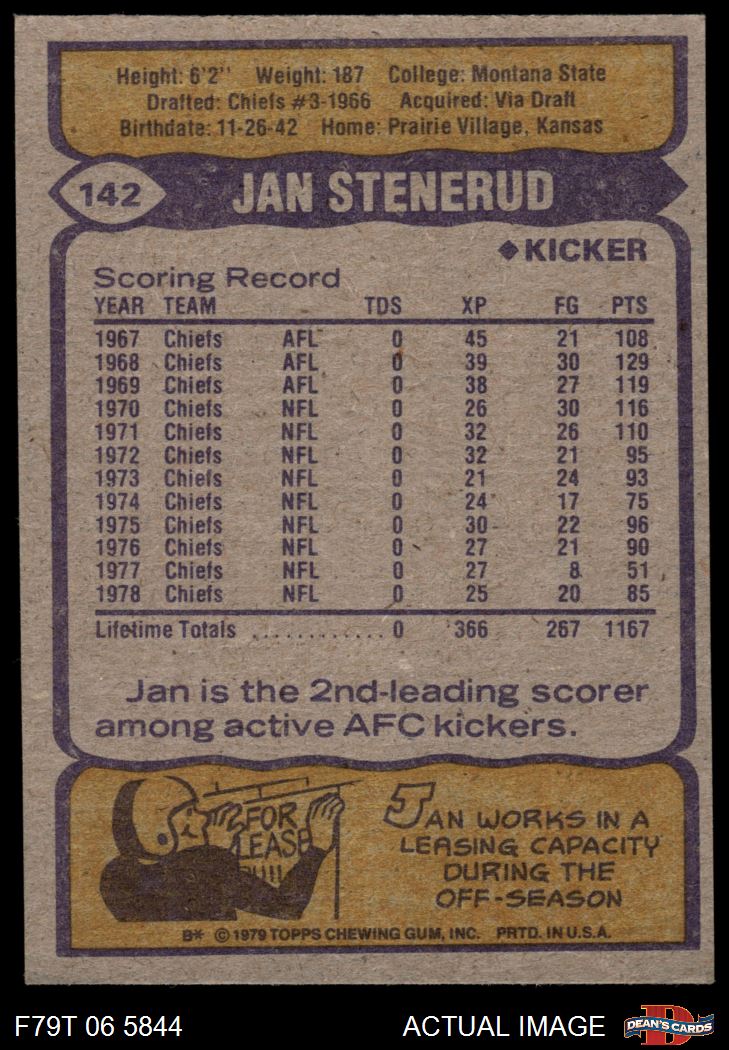 Height: 6'2" Weight: 187 College: Montana State
Drafted: Chiefs #3-1966 Acquired: Via Draft
Birthdate: 11-26-42 Home: Prairie Village, Kansas
142 JAN STENERUD
◆KICKER
Scoring Record
YEAR TEAM TDS XP FG PTS
1967 Chiefs AFL 0 45 21 108
1968 Chiefs AFL 0 39 30 129
1969 Chiefs AFL 0 38 27 119
1970 Chiefs NFL 0 26 30 116
1971 Chiefs NFL 0 32 26 110
1972 Chiefs NFL 0 32 21 95
1973 Chiefs NFL 0 21 24 93
1974 Chiefs NFL 0 24 17 75
1975 Chiefs NFL 0 30 22 96
1976 Chiefs NFL 0 27 21 90
1977 Chiefs NFL 0 27 8 51
1978 Chiefs NFL 0 25 20 85
Lifetime Totals ............ 0 366 267 1167
Jan is the 2nd-leading scorer
among active AFC kickers.
FOR
LEASE
JAN WORKS IN A
LEASING CAPACITY
DURING THE
OFF-SEASON
B* © 1979 TOPPS CHEWING GUM, INC. PRTD. IN U.S.A.
F79T 06 5844 ACTUAL IMAGE DEAN'S CARDS